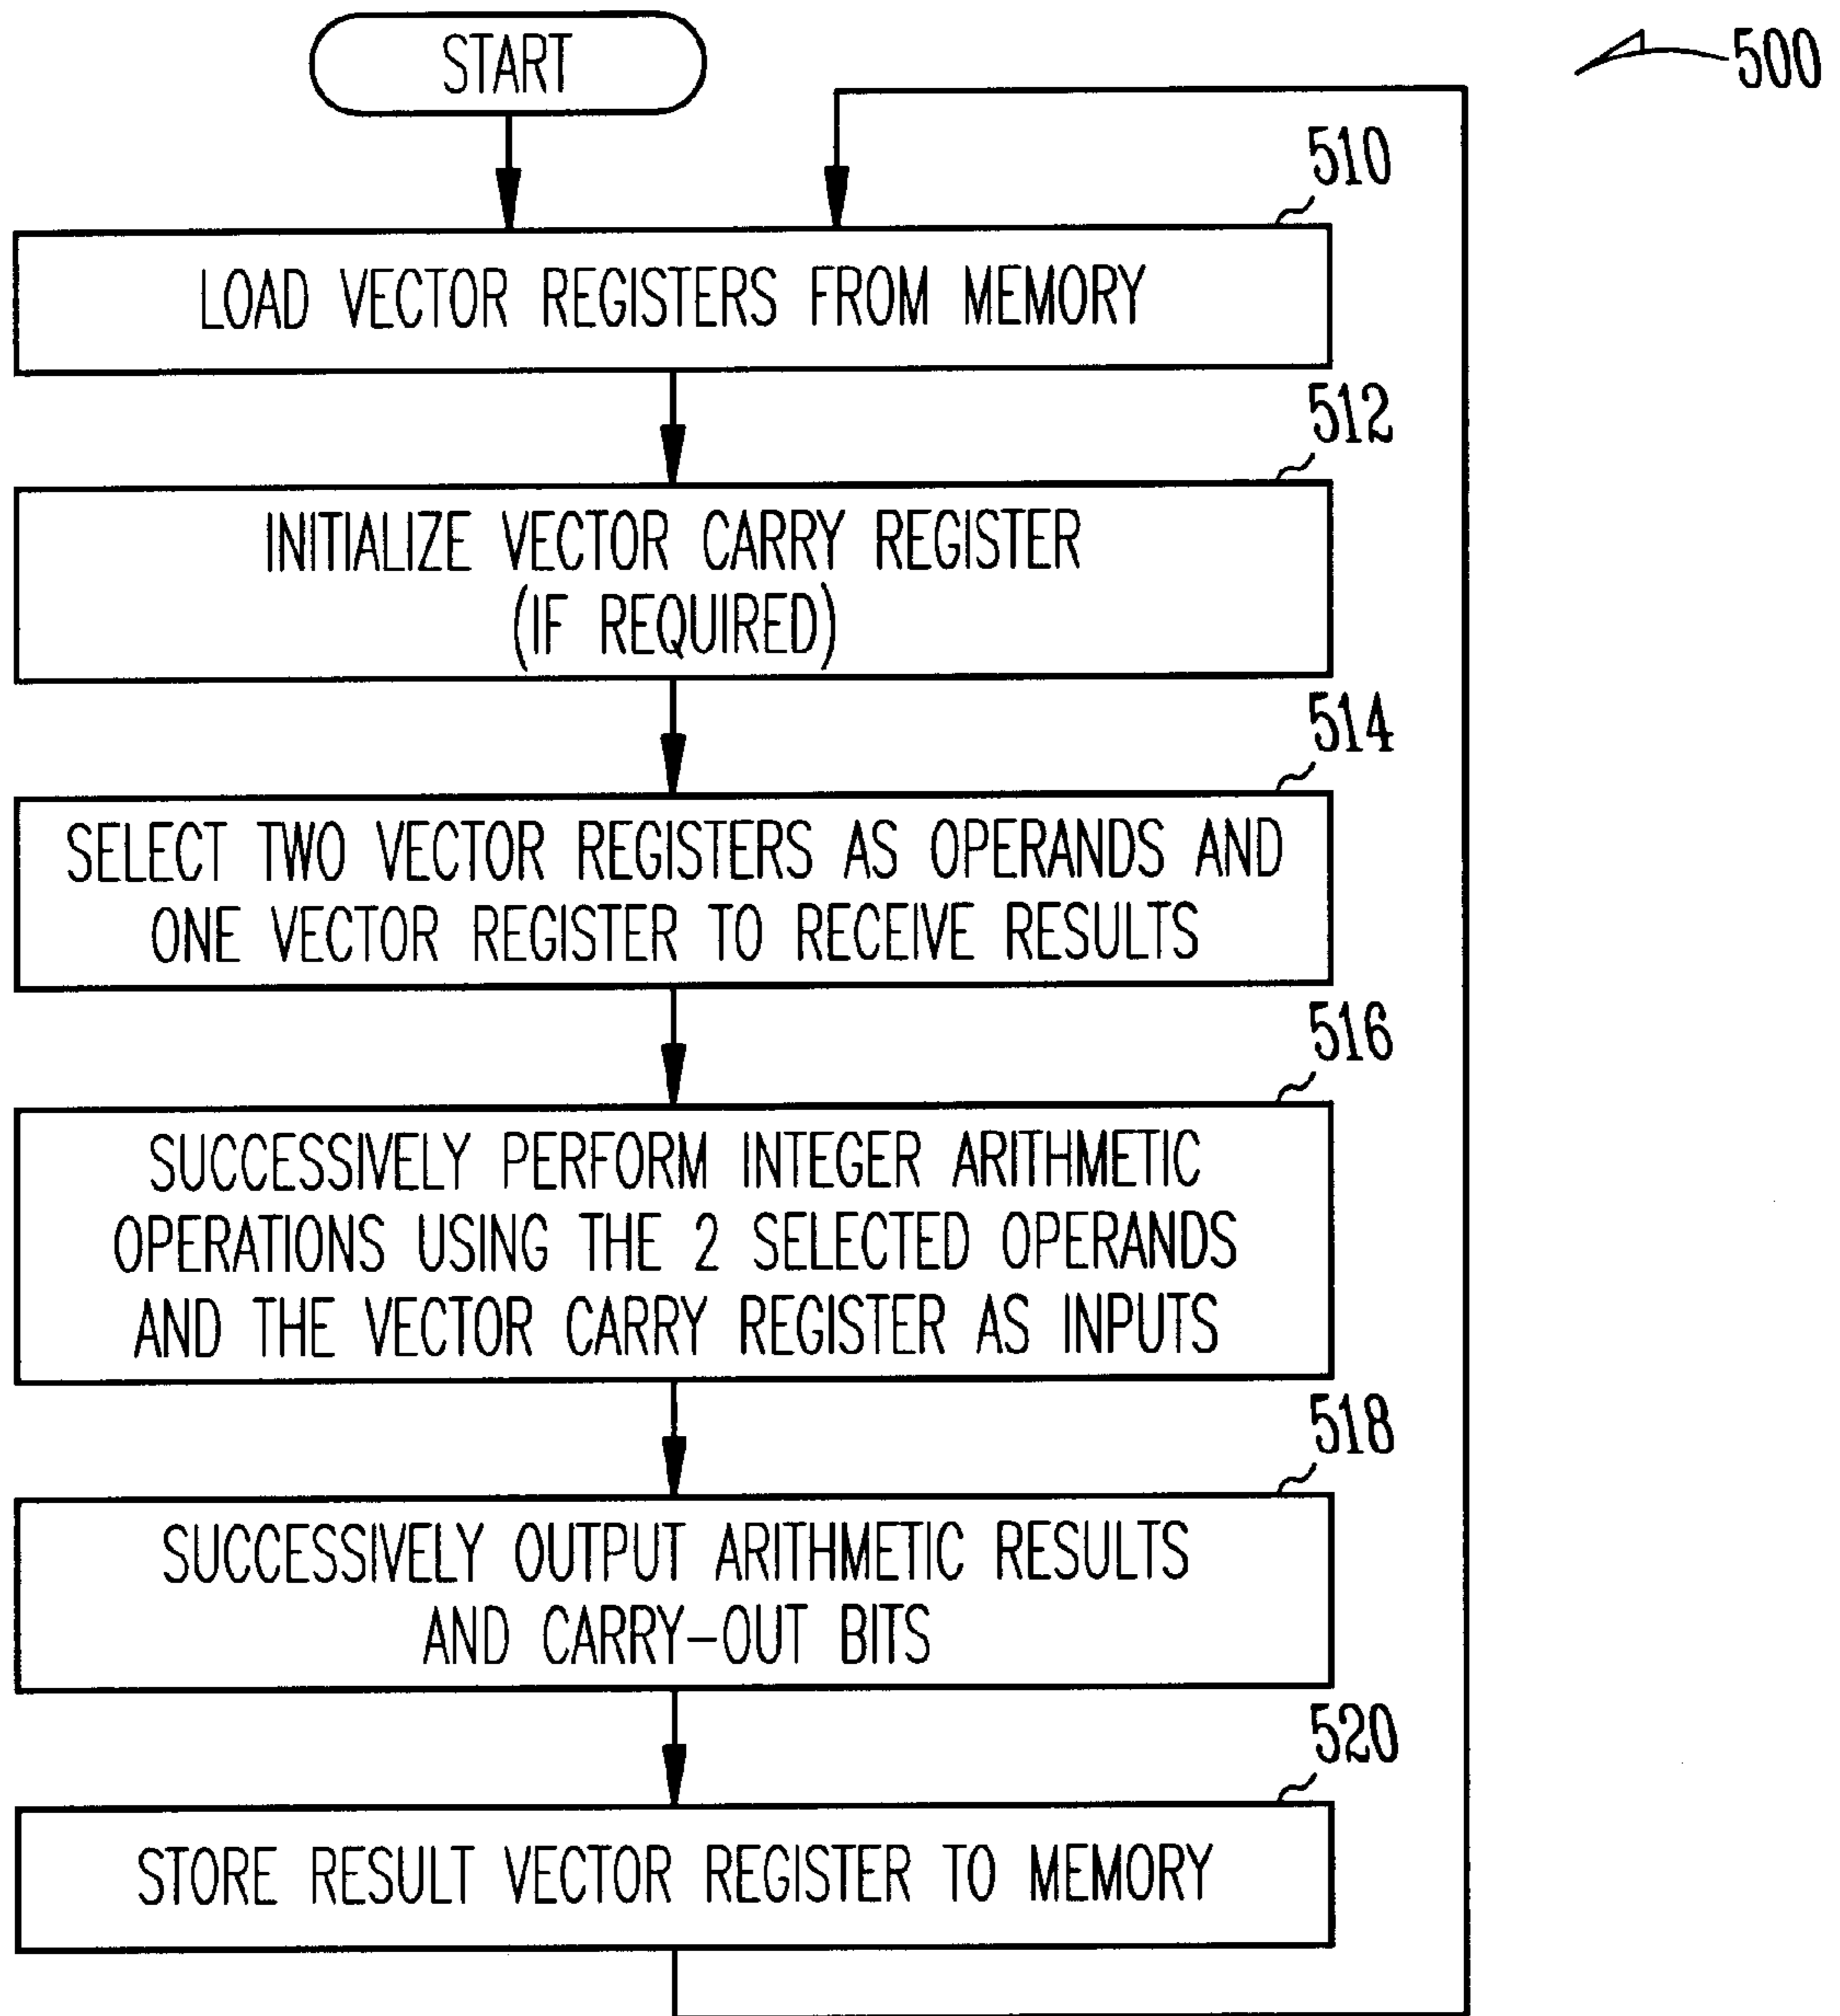 START
500
510
LOAD VECTOR REGISTERS FROM MEMORY
512
INITIALIZE VECTOR CARRY REGISTER
(IF REQUIRED)
514
SELECT TWO VECTOR REGISTERS AS OPERANDS AND
ONE VECTOR REGISTER TO RECEIVE RESULTS
516
SUCCESSIVELY PERFORM INTEGER ARITHMETIC
OPERATIONS USING THE 2 SELECTED OPERANDS
AND THE VECTOR CARRY REGISTER AS INPUTS
518
SUCCESSIVELY OUTPUT ARITHMETIC RESULTS
AND CARRY-OUT BITS
520
STORE RESULT VECTOR REGISTER TO MEMORY